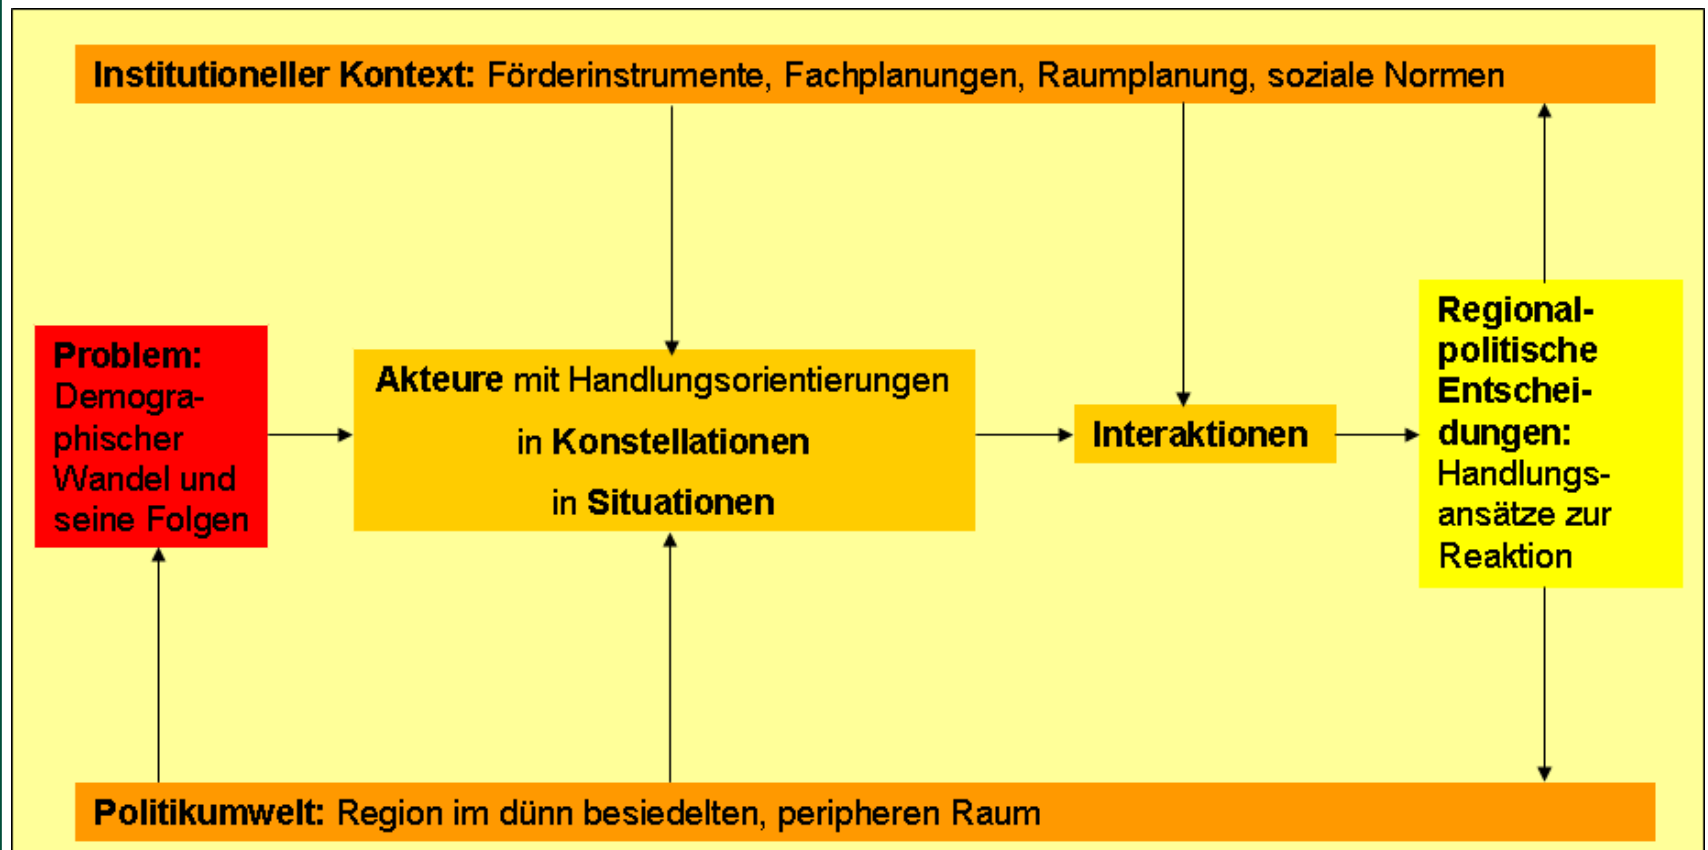 Institutioneller Kontext: Förderinstrumente, Fachplanungen, Raumplanung, soziale Normen
Problem:
Demogra-
phischer
Wandel und
seine Folgen
Akteure mit Handlungsorientierungen
in Konstellationen
in Situationen
Interaktionen
Regional-
politische
Entschei-
dungen:
Handlungs-
ansätze zur
Reaktion
Politikumwelt: Region im dünn besiedelten, peripheren Raum